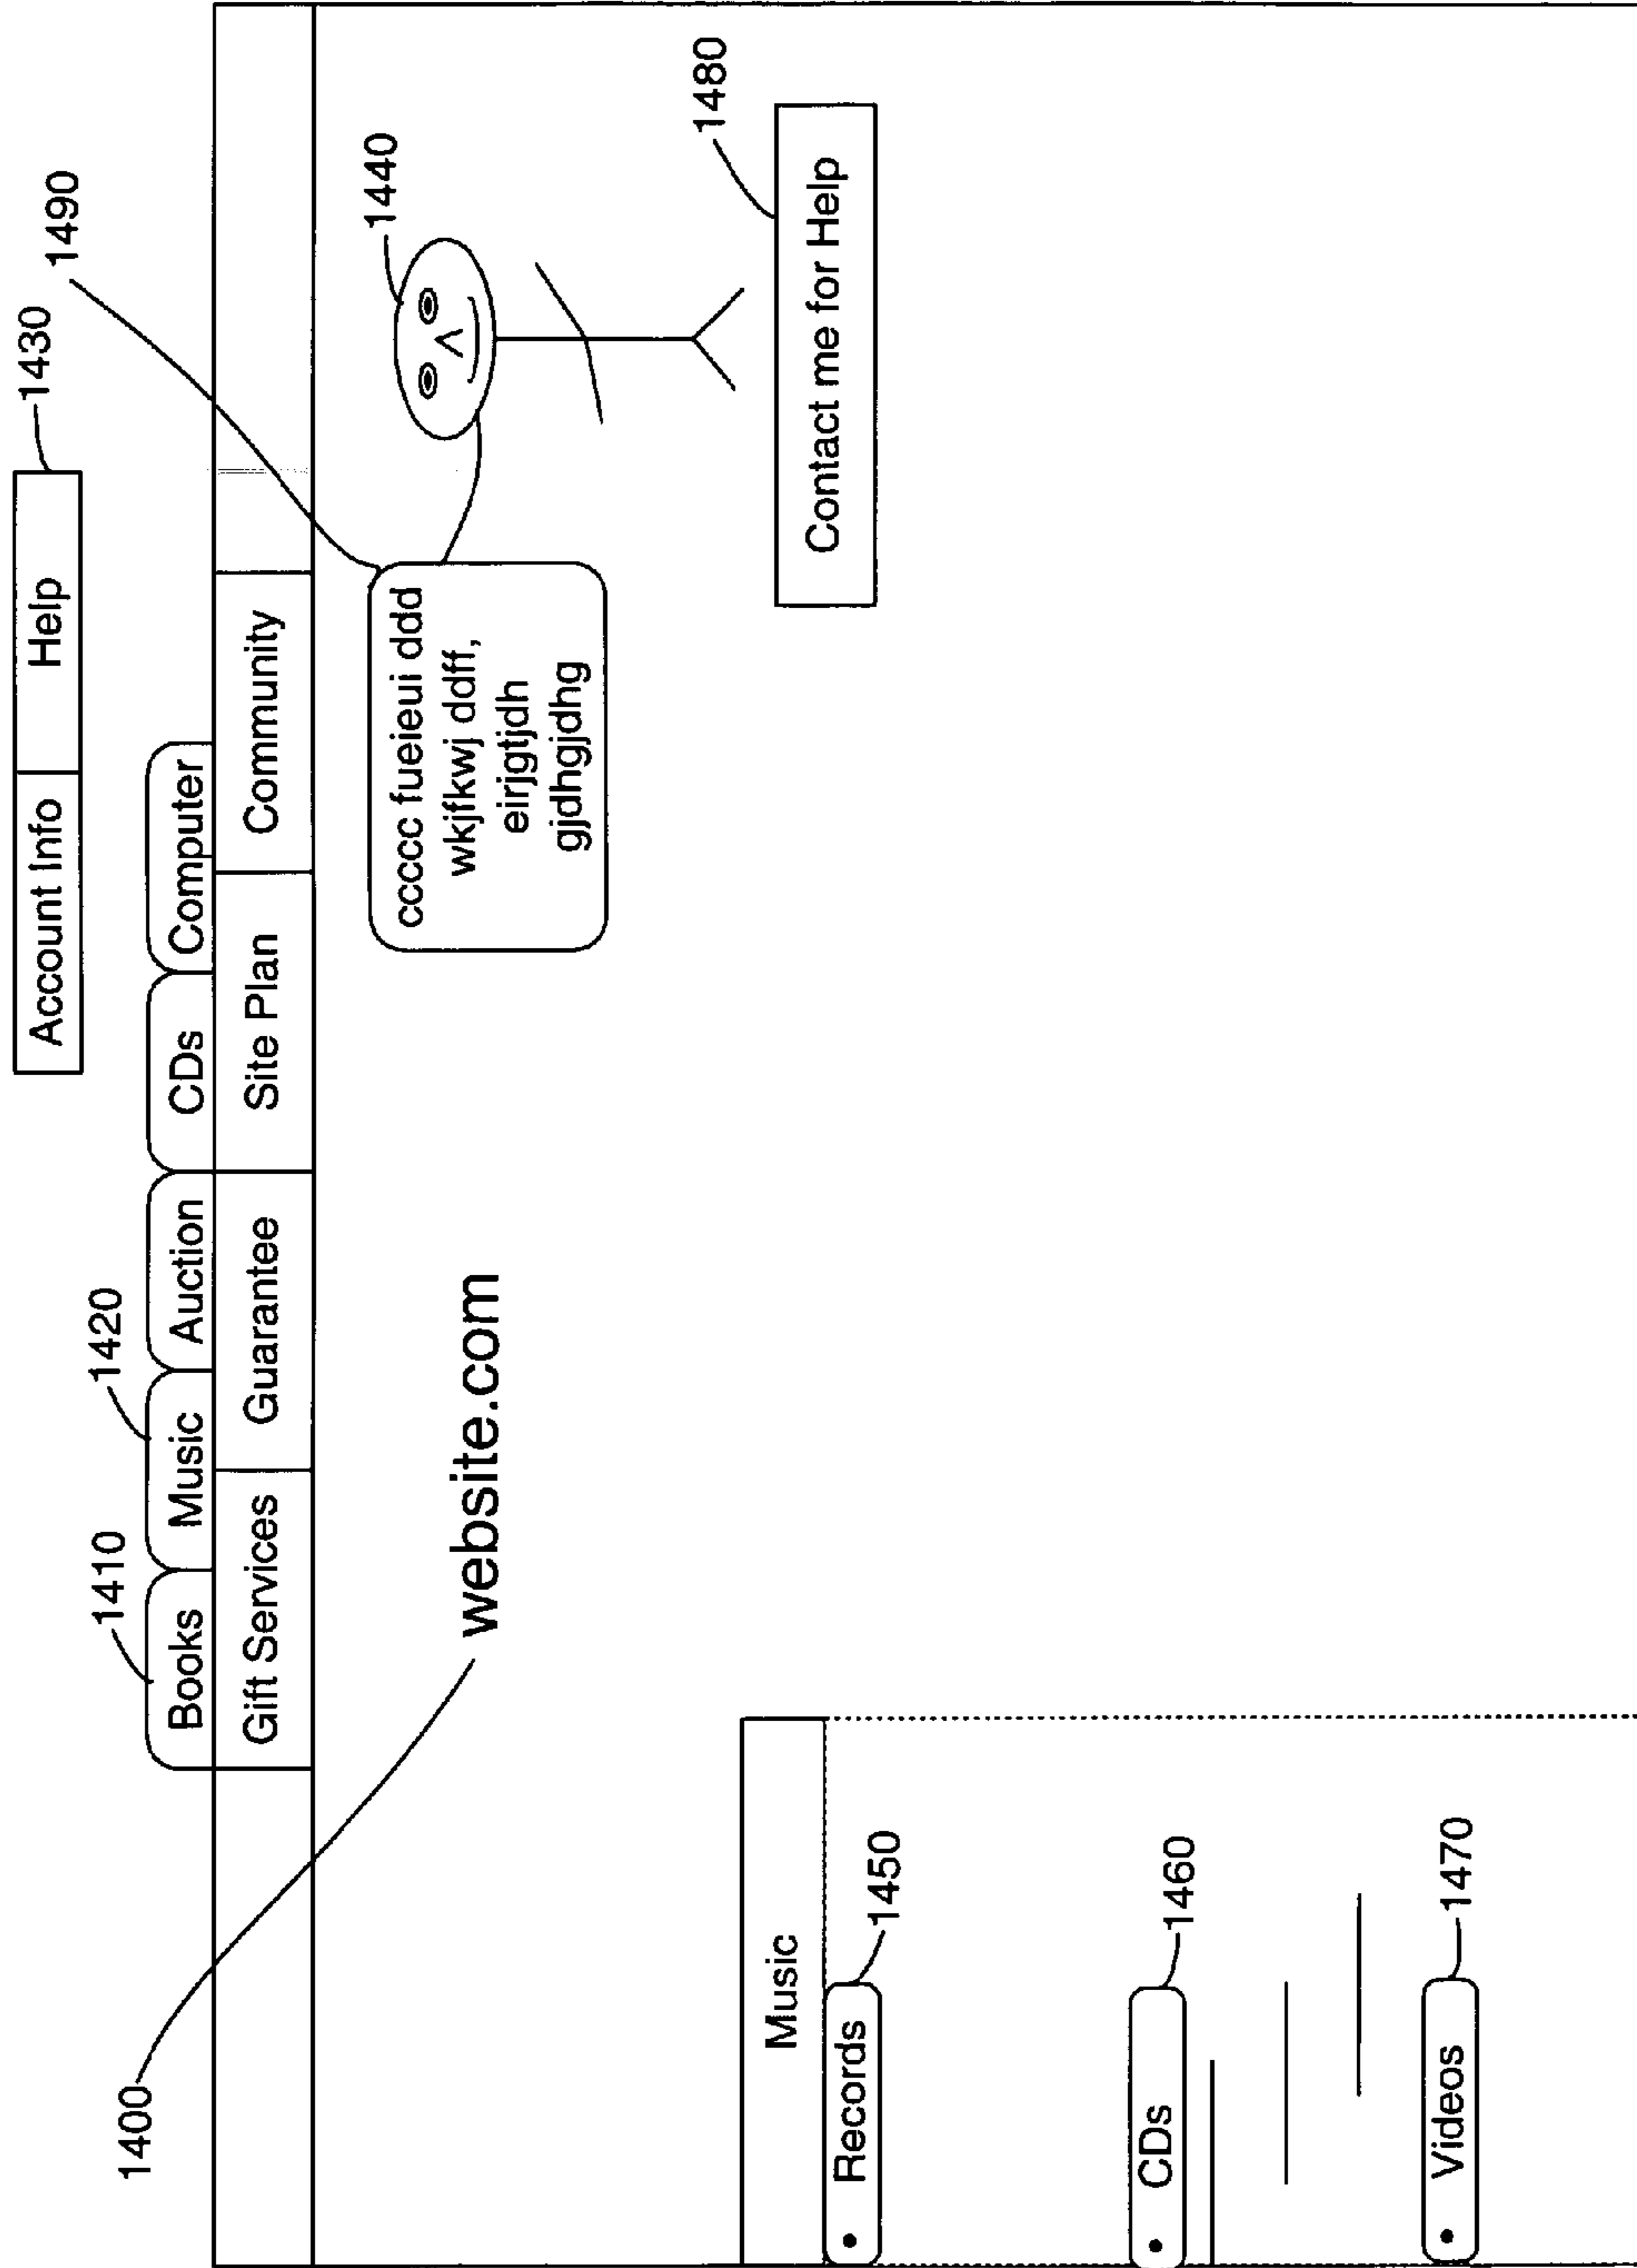 Account Info Help 1430
1490
1410 1420
1400
Books Music Auction CDs Computer
Gift Services Guarantee Site Plan Community
1440
ccccc fueieui ddd
wkjfkwj ddff,
eirjgtjdh
gjdhgjdhg
website.com
1480
Contact me for Help
Music
Records
1450
CDs
1460
Videos
1470